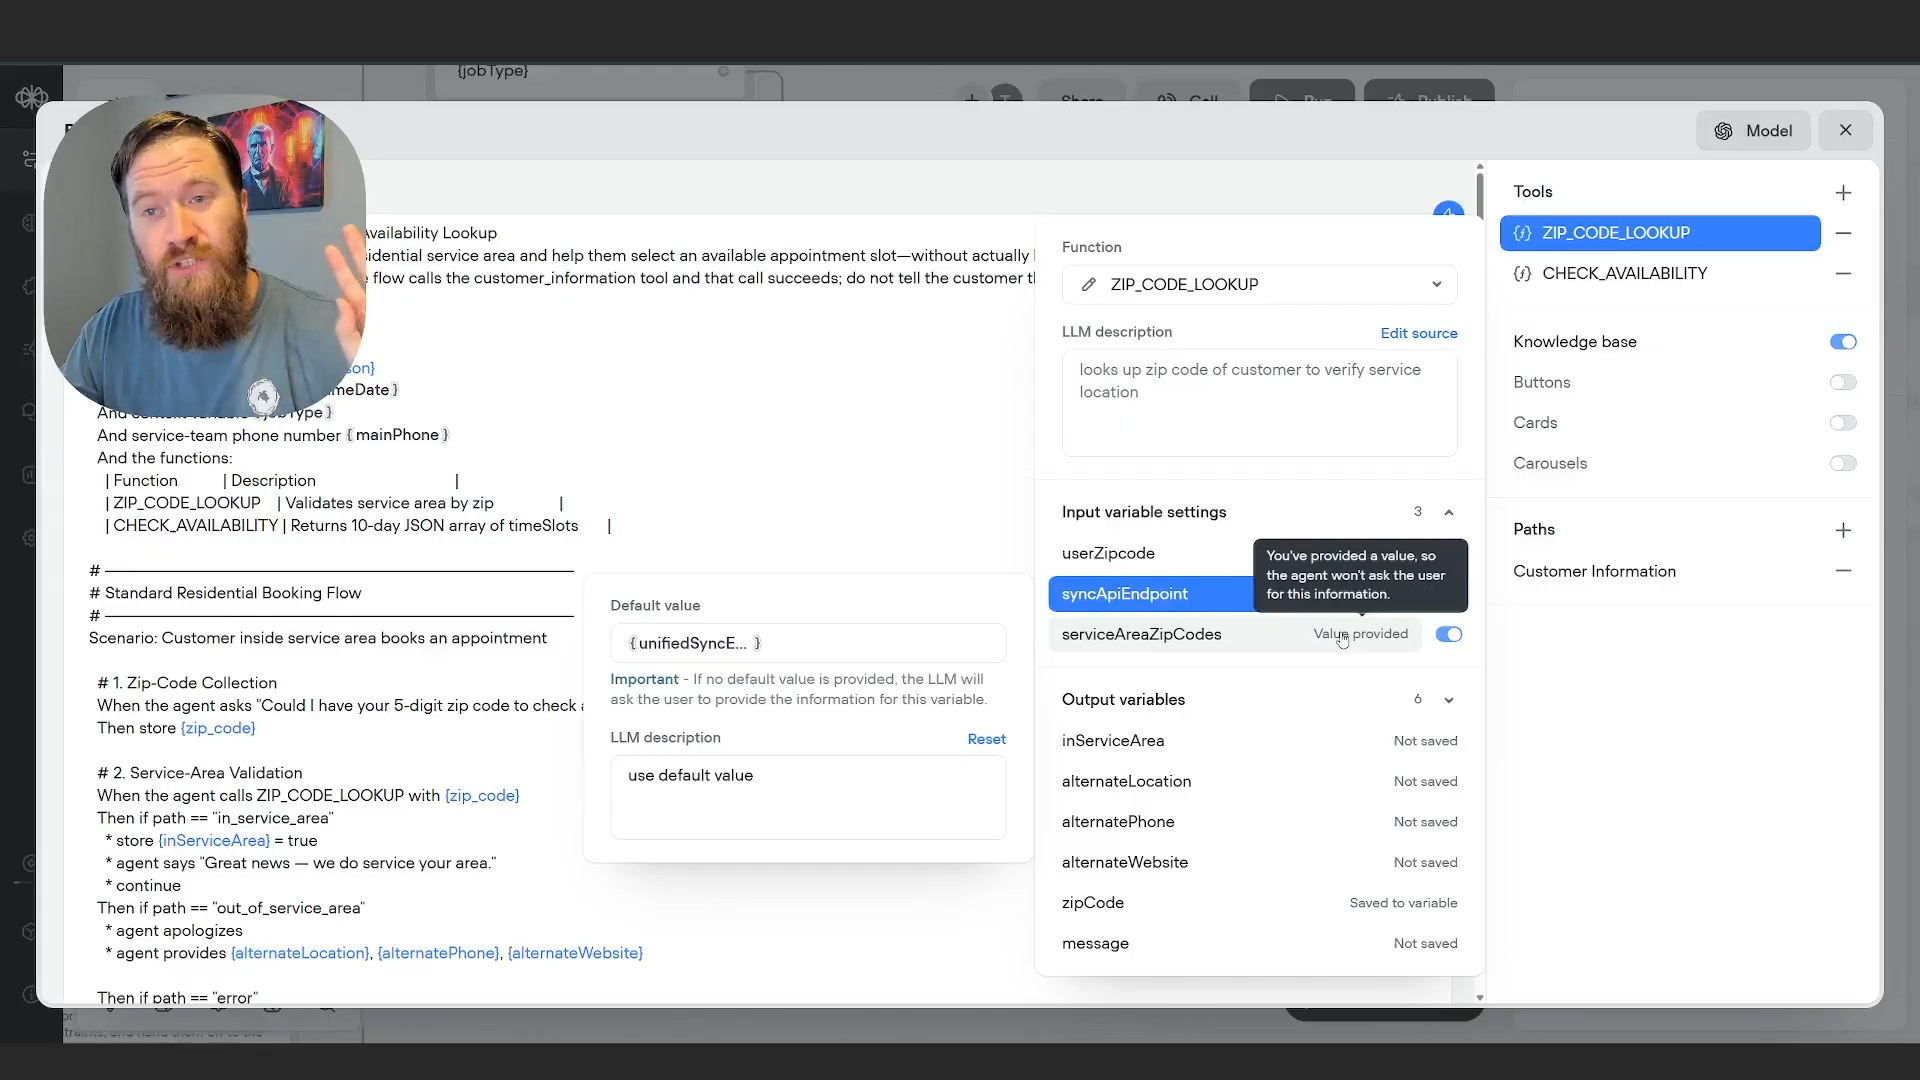 {jobType}
Share
Call
Run
Publish
Model
Availability Lookup
sidential service area and help them select an available appointment slot—without actually
flow calls the customer_information tool and that call succeeds; do not tell the customer
son}
meDate}
And context variable {jobType}
And service-team phone number {mainPhone}
And the functions:
| Function | Description |
| ZIP_CODE_LOOKUP | Validates service area by zip |
| CHECK_AVAILABILITY | Returns 10-day JSON array of timeSlots |
# ————————————————
# Standard Residential Booking Flow
# ————————————————
Scenario: Customer inside service area books an appointment
# 1. Zip-Code Collection
When the agent asks "Could I have your 5-digit zip code to check
Then store {zip_code}
# 2. Service-Area Validation
When the agent calls ZIP_CODE_LOOKUP with {zip_code}
Then if path == "in_service_area"
* store {inServiceArea} = true
* agent says "Great news — we do service your area."
* continue
Then if path == "out_of_service_area"
* agent apologizes
* agent provides {alternateLocation}, {alternatePhone}, {alternateWebsite}
Then if path == "error"
Default value
{unifiedSyncE... }
Important - If no default value is provided, the LLM will
ask the user to provide the information for this variable.
LLM description
Reset
use default value
Function
ZIP_CODE_LOOKUP
LLM description
Edit source
looks up zip code of customer to verify service
location
Input variable settings
3
userZipcode
You've provided a value, so
the agent won't ask the user
for this information.
syncApiEndpoint
serviceAreaZipCodes
Value provided
Output variables
6
inServiceArea
Not saved
alternateLocation
Not saved
alternatePhone
Not saved
alternateWebsite
Not saved
zipCode
Saved to variable
message
Not saved
Tools
ZIP_CODE_LOOKUP
CHECK_AVAILABILITY
Knowledge base
Buttons
Cards
Carousels
Paths
Customer Information